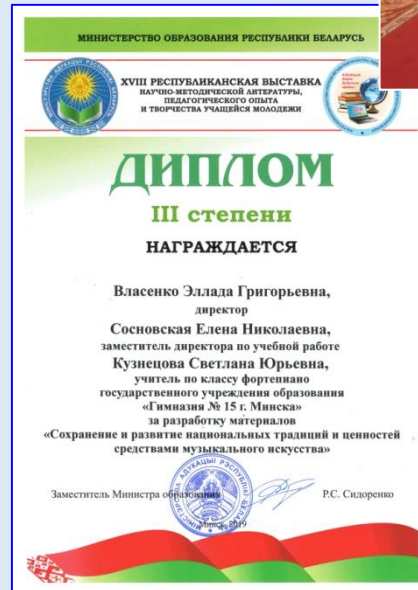 МИНИСТЕРСТВО ОБРАЗОВАНИЯ РЕСПУБЛИКИ БЕЛАРУСЬ
XVIII РЕСПУБЛИКАНСКАЯ ВЫСТАВКА
НАУЧНО-МЕТОДИЧЕСКОЙ ЛИТЕРАТУРЫ,
ПЕДАГОГИЧЕСКОГО ОПЫТА
И ТВОРЧЕСТВА УЧАЩЕЙСЯ МОЛОДЕЖИ
ДИПЛОМ
III степени
НАГРАЖДАЕТСЯ
Власенко Эллада Григорьевна,
директор
Сосновская Елена Николаевна,
заместитель директора по учебной работе
Кузнецова Светлана Юрьевна,
учитель по классу фортепиано
государственного учреждения образования
«Гимназия № 15 г. Минска»
за разработку материалов
«Сохранение и развитие национальных традиций и ценностей
средствами музыкального искусства»
Заместитель Министра образования Р.С. Сидоренко
Минск, 2019